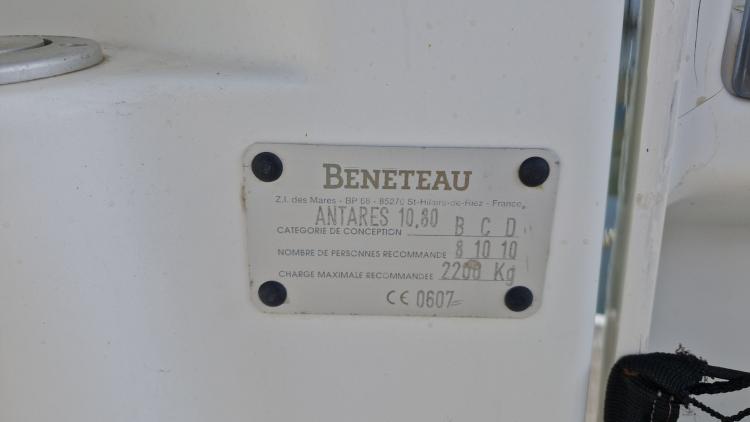 BENETEAU
Z.I. des Mares - BP 66 - 85270 St-Hilaire-de-Riez - France
ANTARES 10,80
CATEGORIE DE CONCEPTION B C D
NOMBRE DE PERSONNES RECOMMANDE 8 10 10
CHARGE MAXIMALE RECOMMANDEE 2200 Kg
CE 0607